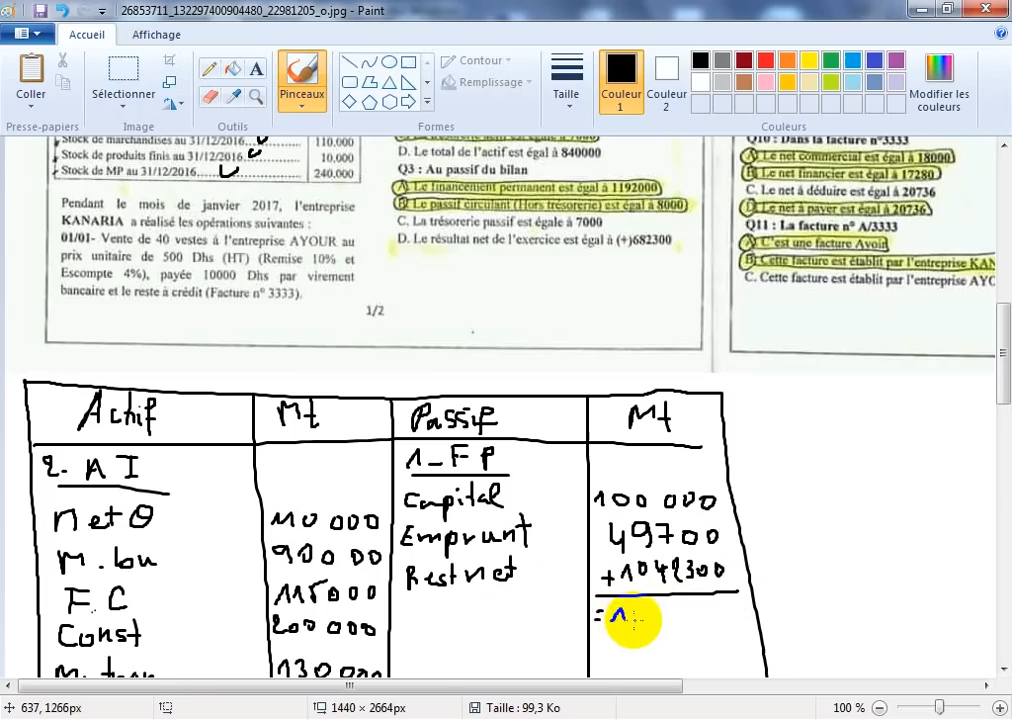 26853711_132297400904480_22981205_o.jpg - Paint
Accueil
Affichage
Coller
Presse-papiers
Sélectionner
Image
Outils
Pinceaux
Contour
Remplissage
Formes
Taille
Couleur 1
Couleur 2
Modifier les couleurs
Couleurs
Stock de marchandises au 31/12/2016 110.000
Stock de produits finis au 31/12/2016 10.000
Stock de MP au 31/12/2016 240.000
Pendant le mois de janvier 2017, l'entreprise
KANARIA a réalisé les opérations suivantes :
01/01- Vente de 40 vestes à l'entreprise AYOUR au
prix unitaire de 500 Dhs (HT) (Remise 10% et
Escompte 4%), payée 10000 Dhs par virement
bancaire et le reste à crédit (Facture n° 3333).
D. Le total de l'actif est égal à 840000
Q3 : Au passif du bilan
A. Le financement permanent est égal à 1192000
B. Le passif circulant (Hors trésorerie) est égal à 8000
C. La trésorerie passif est égale à 7000
D. Le résultat net de l'exercice est égal à (+)682300
1/2
Q10 : Dans la facture n°3333
A. Le net commercial est égal à 18000
B. Le net financier est égal à 17280
C. Le net à déduire est égal à 20736
D. Le net à payer est égal à 20736
Q11 : La facture n° A/3333
A. C'est une facture Avoir
B. Cette facture est établit par l'entreprise KAN
C. Cette facture est établit par l'entreprise AYO
Actif Mt Passif Mt
2- A I 1_ F P
Capital 100 000
net O 110 000
Emprunt 49700
M. bu
Rest net + 1042300
F. C 115 000
= 1
Const 200 000
130 000
637, 1266px
1440 × 2664px
Taille : 99,3 Ko
100 %